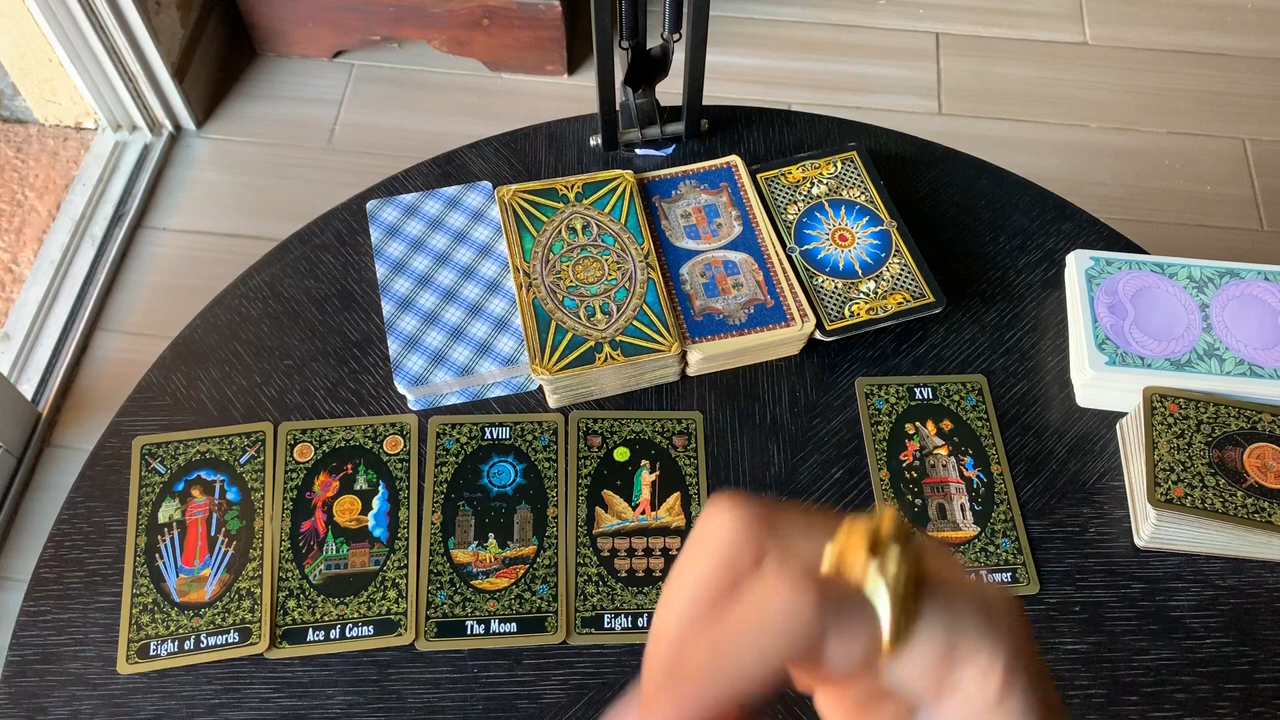 XVIII
XVI
Eight of Swords
Ace of Coins
The Moon
Eight of
Tower